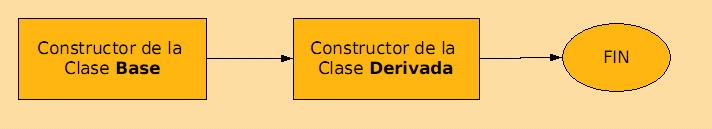 Constructor de la
Clase Base
Constructor de la
Clase Derivada
FIN